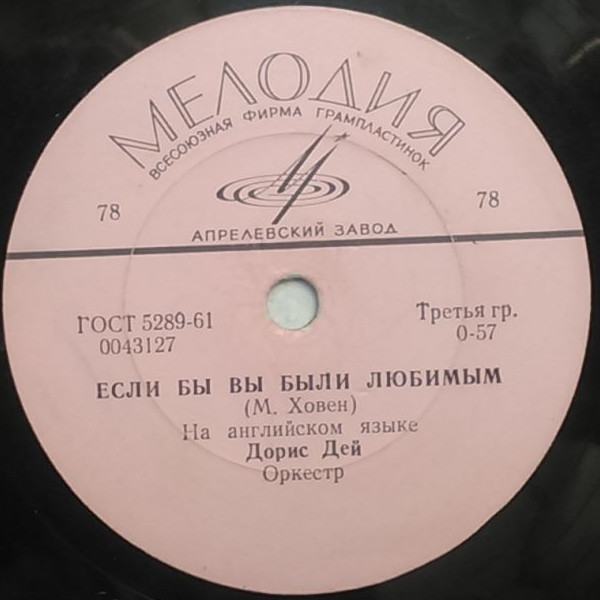 МЕЛОДИЯ
ВСЕСОЮЗНАЯ ФИРМА ГРАМПЛАСТИНОК
78
78
АПРЕЛЕВСКИЙ ЗАВОД
ГОСТ 5289-61
0043127
Третья гр.
0-57
ЕСЛИ БЫ ВЫ БЫЛИ ЛЮБИМЫМ
(М. Ховен)
На английском языке
Дорис Дей
Оркестр